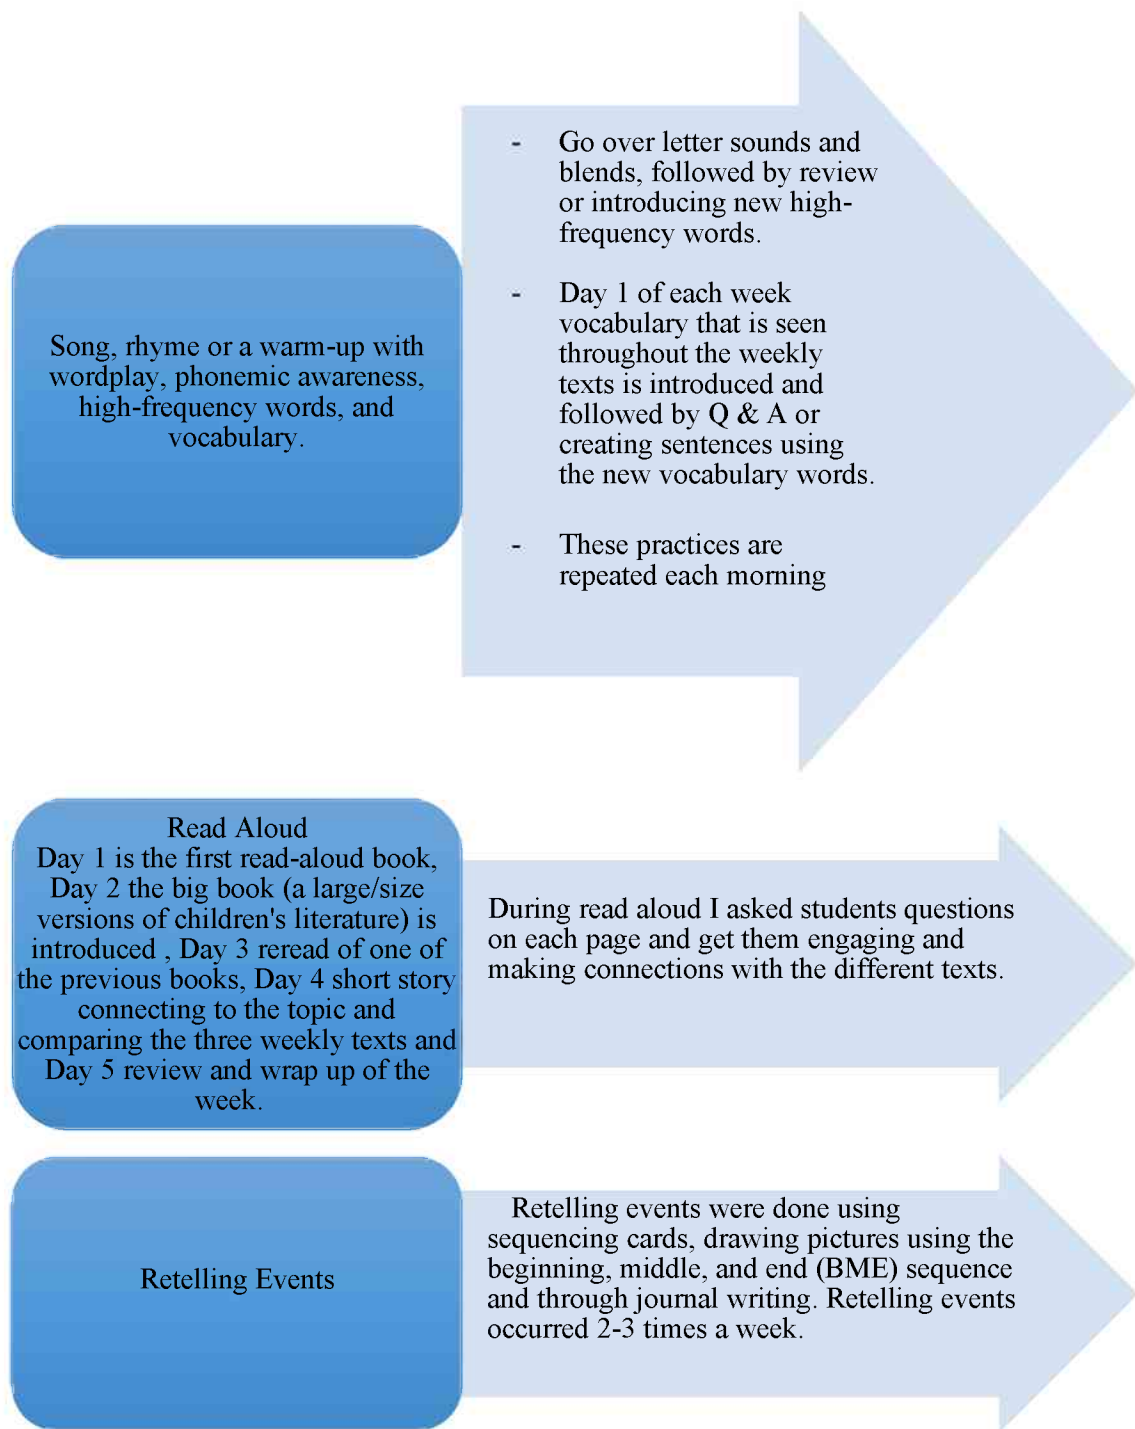 Song, rhyme or a warm-up with
wordplay, phonemic awareness,
high-frequency words, and
vocabulary.
- Go over letter sounds and
blends, followed by review
or introducing new high-
frequency words.
- Day 1 of each week
vocabulary that is seen
throughout the weekly
texts is introduced and
followed by Q & A or
creating sentences using
the new vocabulary words.
- These practices are
repeated each morning
Read Aloud
Day 1 is the first read-aloud book,
Day 2 the big book (a large/size
versions of children's literature) is
introduced , Day 3 reread of one of
the previous books, Day 4 short story
connecting to the topic and
comparing the three weekly texts and
Day 5 review and wrap up of the
week.
During read aloud I asked students questions
on each page and get them engaging and
making connections with the different texts.
Retelling Events
Retelling events were done using
sequencing cards, drawing pictures using the
beginning, middle, and end (BME) sequence
and through journal writing. Retelling events
occurred 2-3 times a week.